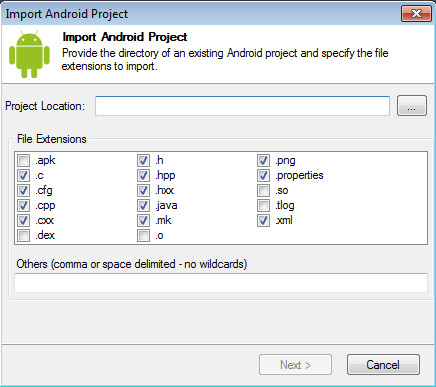 Import Android Project
Import Android Project
Provide the directory of an existing Android project and specify the file
extensions to import.
Project Location:
...
File Extensions
.apk .h .png
.c .hpp .properties
.cfg .hxx .so
.cpp .java .tlog
.cxx .mk .xml
.dex .o
Others (comma or space delimited - no wildcards)
Next > Cancel